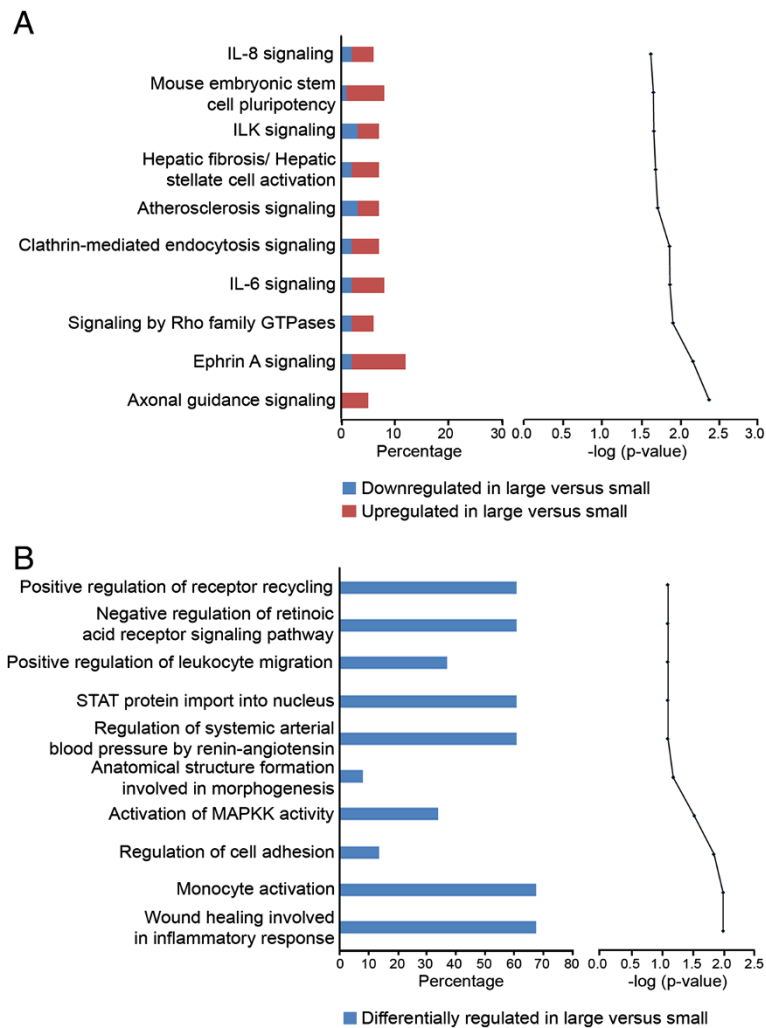 A
IL-8 signaling
Mouse embryonic stem
cell pluripotency
ILK signaling
Hepatic fibrosis/ Hepatic
stellate cell activation
Atherosclerosis signaling
Clathrin-mediated endocytosis signaling
IL-6 signaling
Signaling by Rho family GTPases
Ephrin A signaling
Axonal guidance signaling
0 10 20 30
Percentage
0.0 0.5 1.0 1.5 2.0 2.5 3.0
-log (p-value)
Downregulated in large versus small
Upregulated in large versus small
B
Positive regulation of receptor recycling
Negative regulation of retinoic
acid receptor signaling pathway
Positive regulation of leukocyte migration
STAT protein import into nucleus
Regulation of systemic arterial
blood pressure by renin-angiotensin
Anatomical structure formation
involved in morphogenesis
Activation of MAPKK activity
Regulation of cell adhesion
Monocyte activation
Wound healing involved
in inflammatory response
0 10 20 30 40 50 60 70 80
Percentage
0.0 0.5 1.0 1.5 2.0 2.5
-log (p-value)
Differentially regulated in large versus small